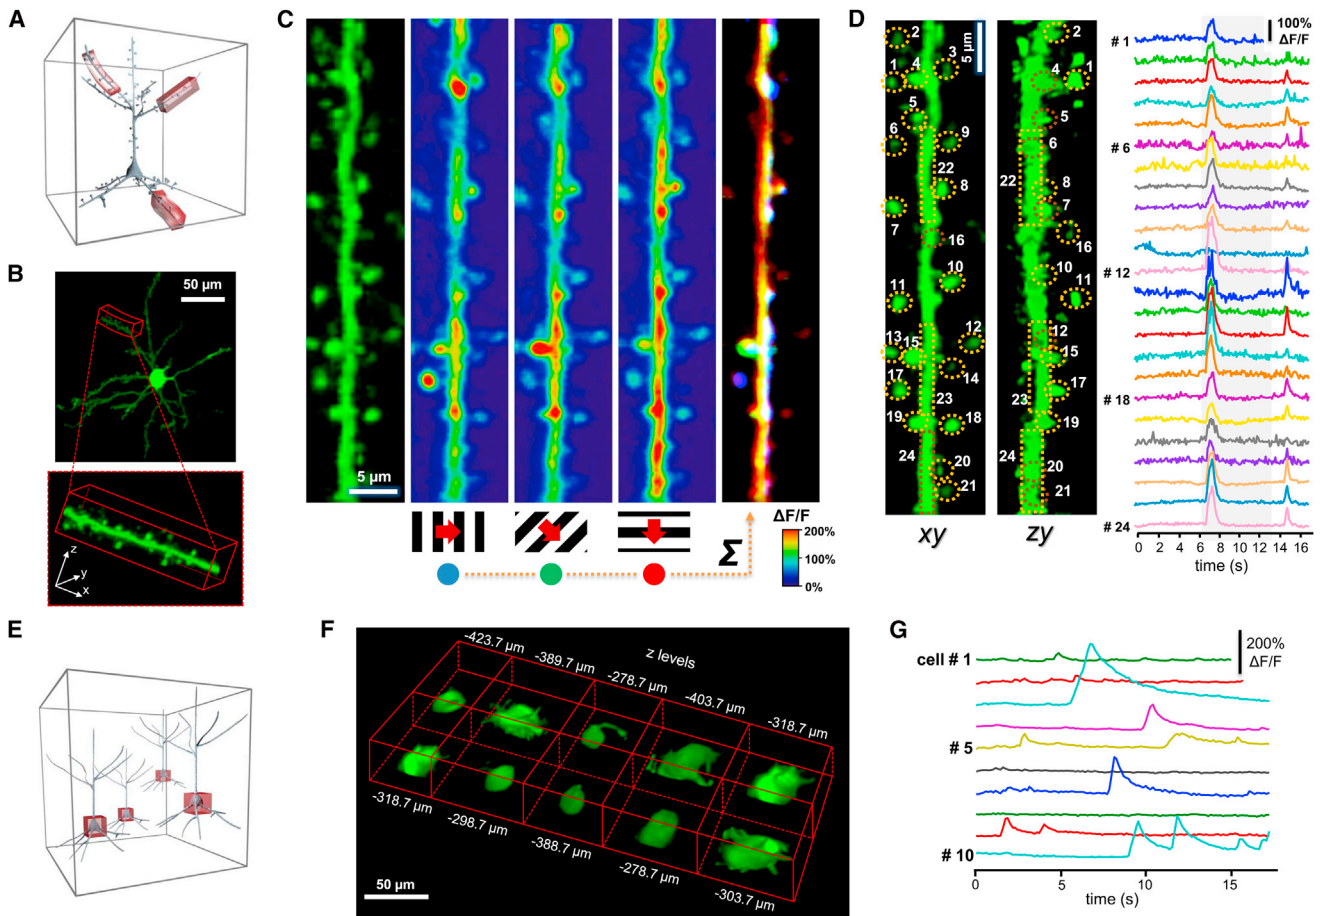 A
B
50 µm
z
y
x
C
5 µm
Σ
ΔF/F
200%
100%
0%
D
5 µm
2
3
1
4
5
6
9
22
8
7
16
10
11
12
13
15
14
17
23
19
18
24
20
21
xy
2
4
1
5
6
22
8
7
16
10
11
12
15
17
23
19
24
20
21
zy
100%
ΔF/F
# 1
# 6
# 12
# 18
# 24
0 2 4 6 8 10 12 14 16
time (s)
E
F
z levels
-423.7 µm
-389.7 µm
-278.7 µm
-403.7 µm
-318.7 µm
-318.7 µm
-298.7 µm
-388.7 µm
-278.7 µm
-303.7 µm
50 µm
G
200%
ΔF/F
cell # 1
# 5
# 10
0 5 10 15
time (s)